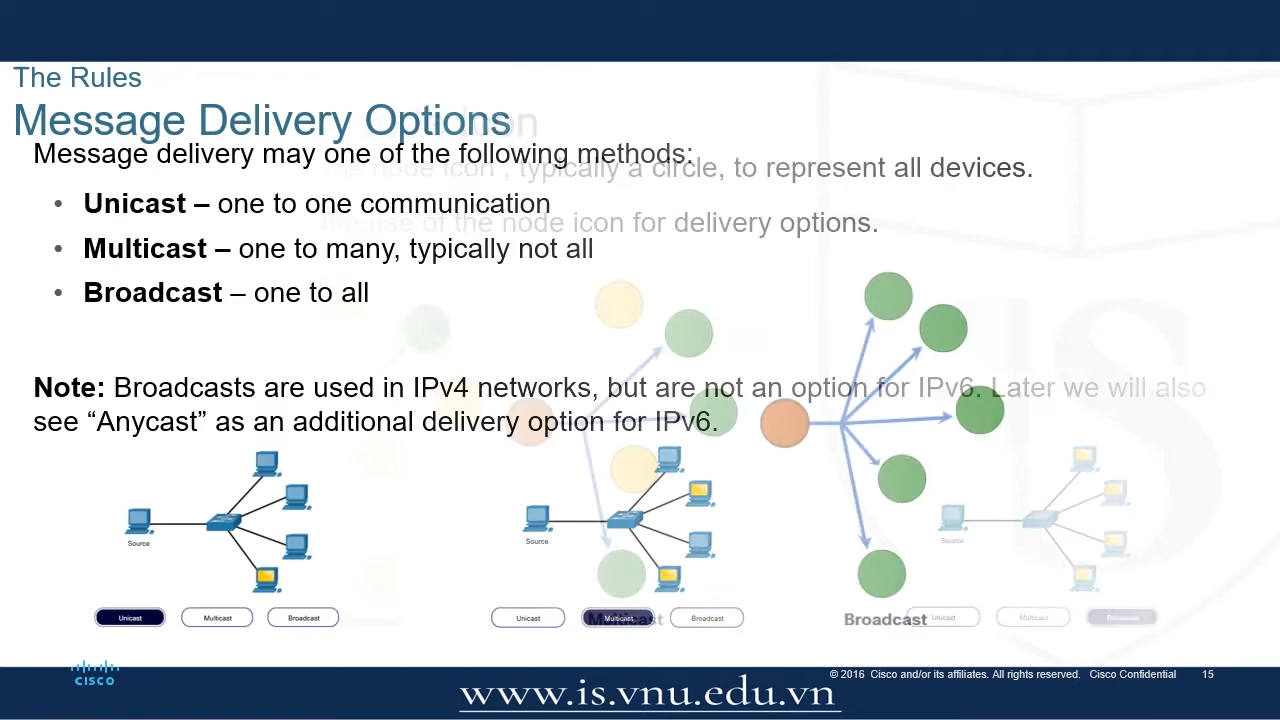 The Rules
Message Delivery Options
Message delivery may one of the following methods:
node icon , typically a circle, to represent all devices.
• Unicast – one to one communication
of the node icon for delivery options.
• Multicast – one to many, typically not all
• Broadcast – one to all
Note: Broadcasts are used in IPv4 networks, but are not an option for IPv6. Later we will also
see “Anycast” as an additional delivery option for IPv6.
Source
Source
Source
Unicast
Multicast
Broadcast
Unicast
Multicast
Multicast
Broadcast
Broadcast
Unicast
Multicast
Broadcast
CISCO
© 2016 Cisco and/or its affiliates. All rights reserved. Cisco Confidential 15
www.is.vnu.edu.vn